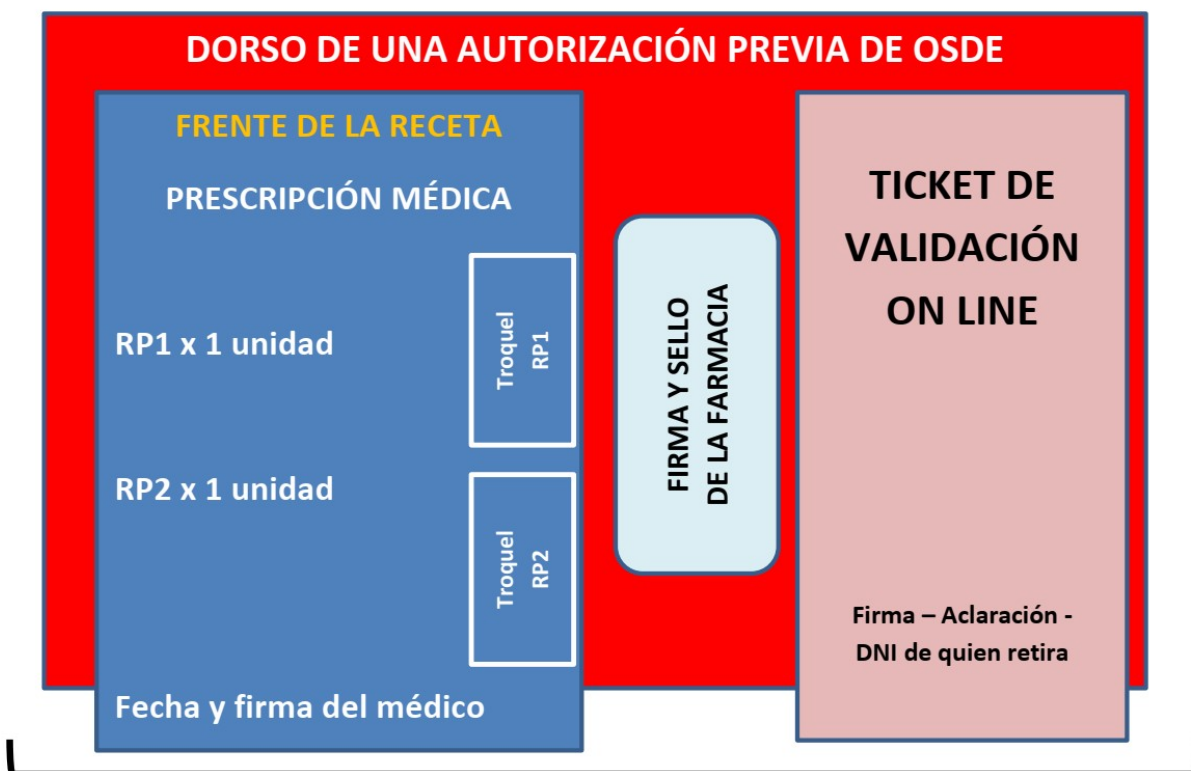 DORSO DE UNA AUTORIZACIÓN PREVIA DE OSDE
FRENTE DE LA RECETA
PRESCRIPCIÓN MÉDICA
RP1 x 1 unidad
Troquel
RP1
RP2 x 1 unidad
Troquel
RP2
Fecha y firma del médico
FIRMA Y SELLO
DE LA FARMACIA
TICKET DE
VALIDACIÓN
ON LINE
Firma – Aclaración -
DNI de quien retira